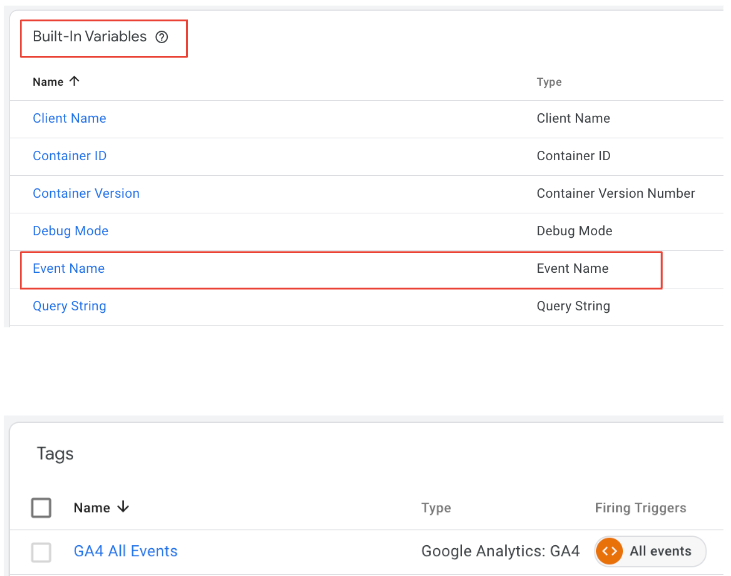 Built-In Variables
Name Type
Client Name Client Name
Container ID Container ID
Container Version Container Version Number
Debug Mode Debug Mode
Event Name Event Name
Query String Query String
Tags
Name Type Firing Triggers
GA4 All Events Google Analytics: GA4 All events